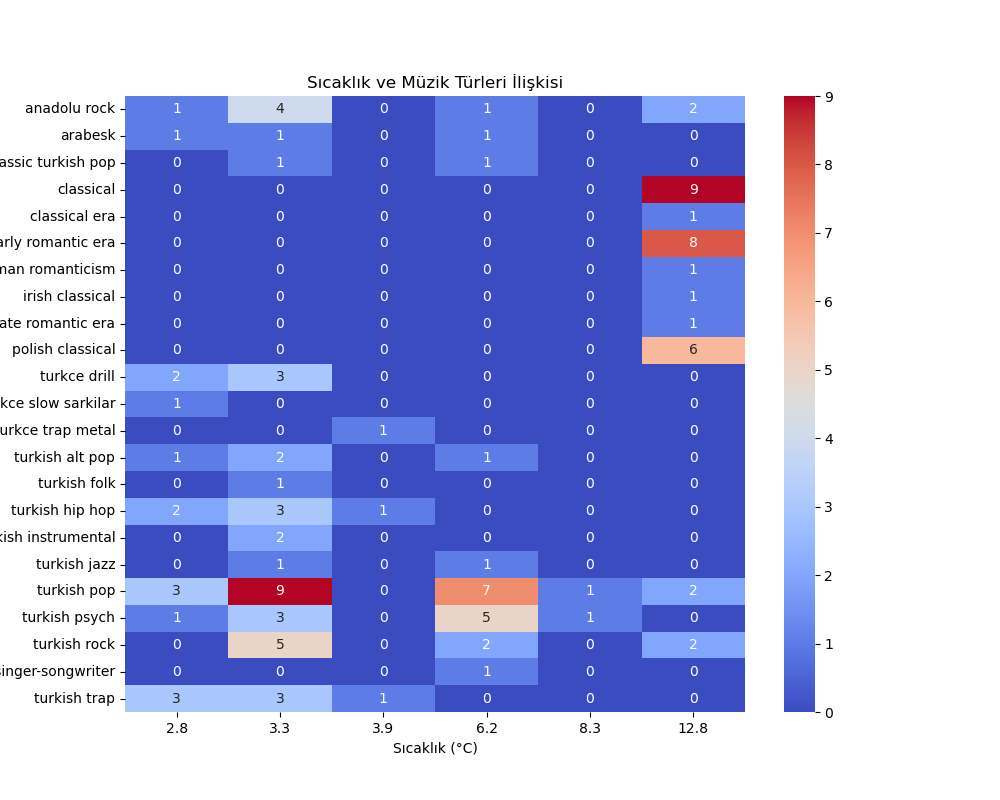 Sıcaklık ve Müzik Türleri İlişkisi
anadolu rock 1 4 0 1 0 2
arabesk 1 1 0 1 0 0
assic turkish pop 0 1 0 1 0 0
classical 0 0 0 0 0 9
classical era 0 0 0 0 0 1
arly romantic era 0 0 0 0 0 8
man romanticism 0 0 0 0 0 1
irish classical 0 0 0 0 0 1
ate romantic era 0 0 0 0 0 1
polish classical 0 0 0 0 0 6
turkce drill 2 3 0 0 0 0
kce slow sarkilar 1 0 0 0 0 0
urkce trap metal 0 0 1 0 0 0
turkish alt pop 1 2 0 1 0 0
turkish folk 0 1 0 0 0 0
turkish hip hop 2 3 1 0 0 0
kish instrumental 0 2 0 0 0 0
turkish jazz 0 1 0 1 0 0
turkish pop 3 9 0 7 1 2
turkish psych 1 3 0 5 1 0
turkish rock 0 5 0 2 0 2
singer-songwriter 0 0 0 1 0 0
turkish trap 3 3 1 0 0 0
2.8 3.3 3.9 6.2 8.3 12.8
Sıcaklık (°C)
9
8
7
6
5
4
3
2
1
0